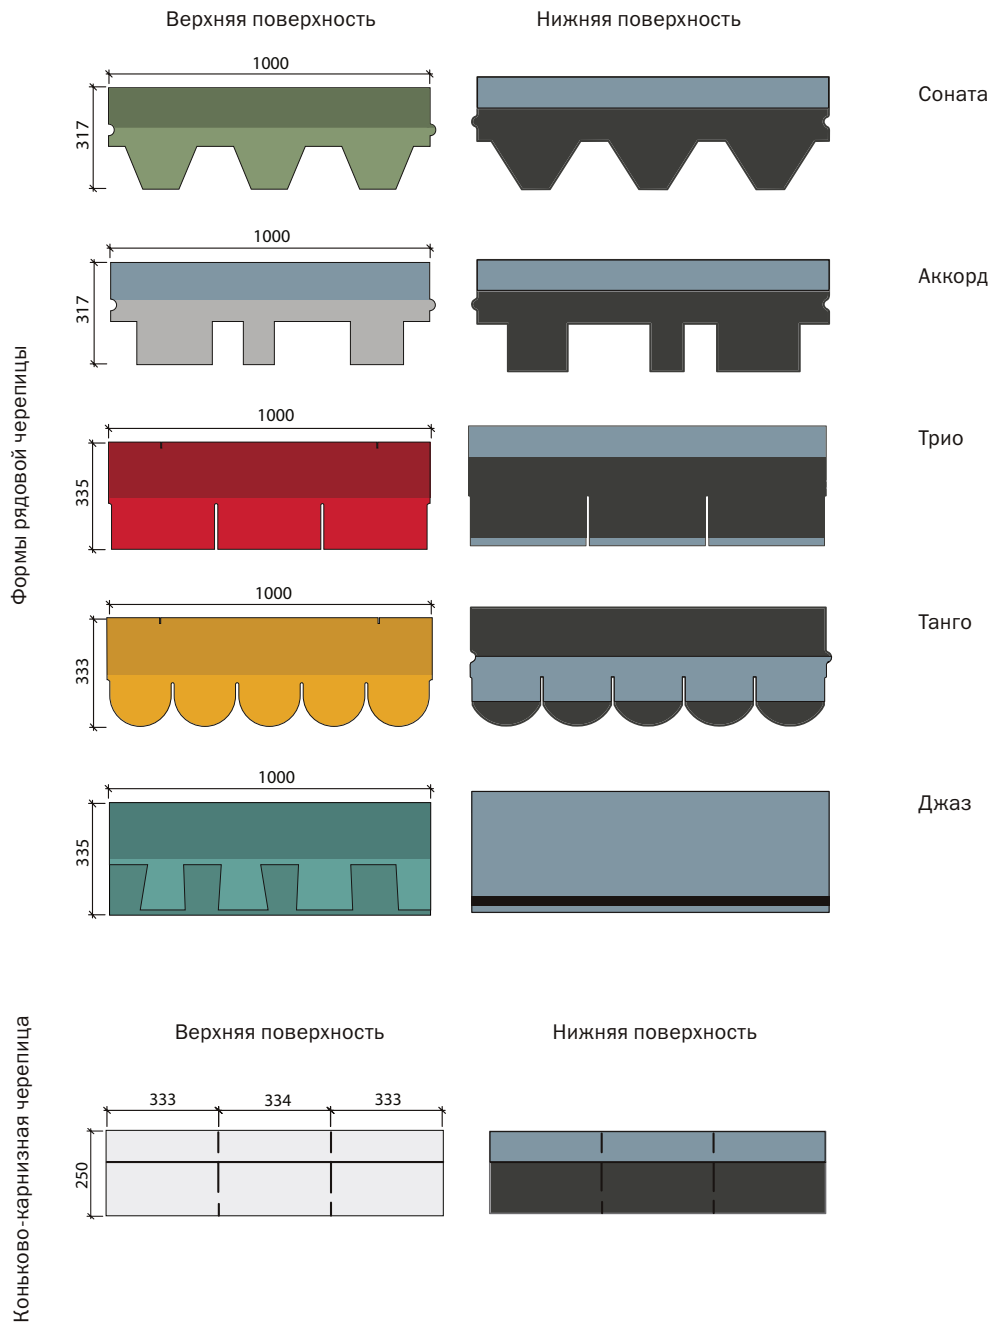 Верхняя поверхность
Нижняя поверхность
Формы рядовой черепицы
1000
317
Соната
1000
317
Аккорд
1000
335
Трио
1000
333
Танго
1000
335
Джаз
Коньково-карнизная черепица
Верхняя поверхность
Нижняя поверхность
333
334
333
250